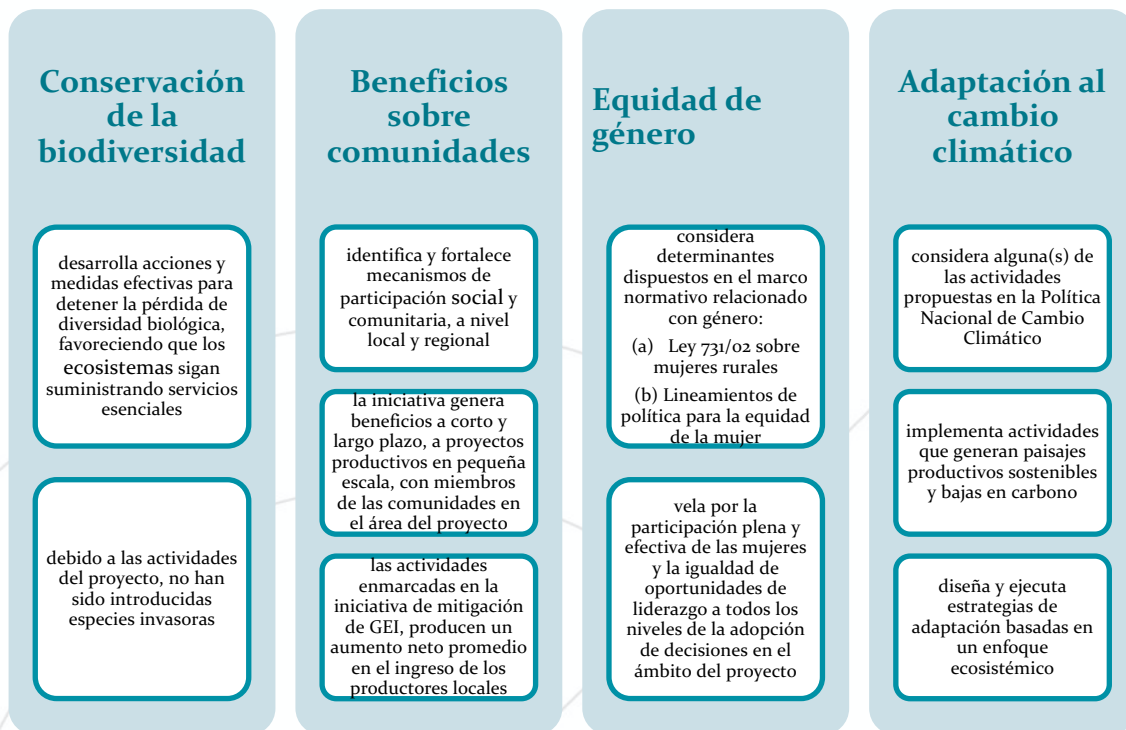 Conservación
de la
biodiversidad
desarrolla acciones y
medidas efectivas para
detener la pérdida de
diversidad biológica,
favoreciendo que los
ecosistemas sigan
suministrando servicios
esenciales
debido a las actividades
del proyecto, no han
sido introducidas
especies invasoras
Beneficios
sobre
comunidades
identifica y fortalece
mecanismos de
participación social y
comunitaria, a nivel
local y regional
la iniciativa genera
beneficios a corto y
largo plazo, a proyectos
productivos en pequeña
escala, con miembros
de las comunidades en
el área del proyecto
las actividades
enmarcadas en la
iniciativa de mitigación
de GEI, producen un
aumento neto promedio
en el ingreso de los
productores locales
Equidad de
género
considera
determinantes
dispuestos en el marco
normativo relacionado
con género:
(a) Ley 731/02 sobre
mujeres rurales
(b) Lineamientos de
política para la equidad
de la mujer
vela por la
participación plena y
efectiva de las mujeres
y la igualdad de
oportunidades de
liderazgo a todos los
niveles de la adopción
de decisiones en el
ámbito del proyecto
Adaptación al
cambio
climático
considera alguna(s) de
las actividades
propuestas en la Política
Nacional de Cambio
Climático
implementa actividades
que generan paisajes
productivos sostenibles
y bajas en carbono
diseña y ejecuta
estrategias de
adaptación basadas en
un enfoque
ecosistémico